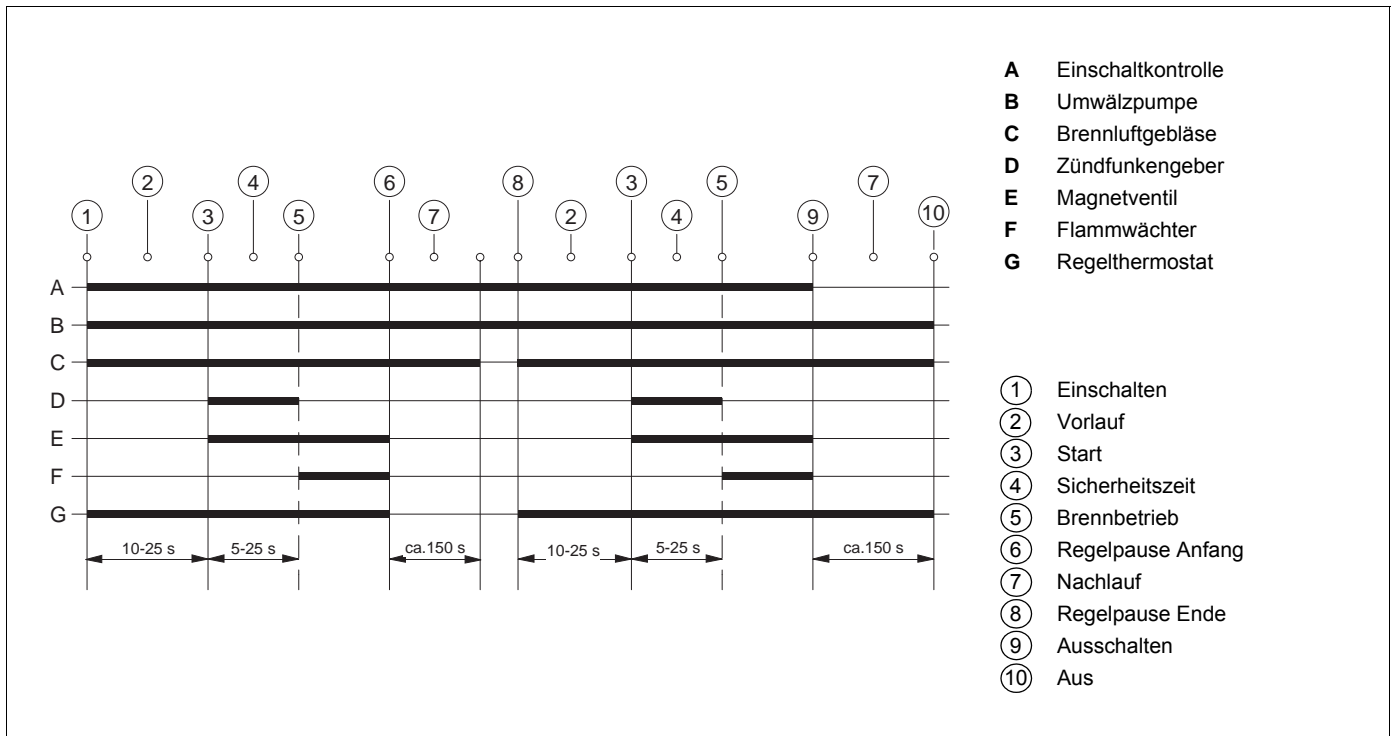 A Einschaltkontrolle
B Umwälzpumpe
C Brennluftgebläse
D Zündfunkengeber
E Magnetventil
F Flammwächter
G Regelthermostat
2 4 6 8 3 5 7
1 3 5 7 2 4 9 10
A
B
C
D
E
F
G
10-25 s 5-25 s ca.150 s 10-25 s 5-25 s ca.150 s
1 Einschalten
2 Vorlauf
3 Start
4 Sicherheitszeit
5 Brennbetrieb
6 Regelpause Anfang
7 Nachlauf
8 Regelpause Ende
9 Ausschalten
10 Aus